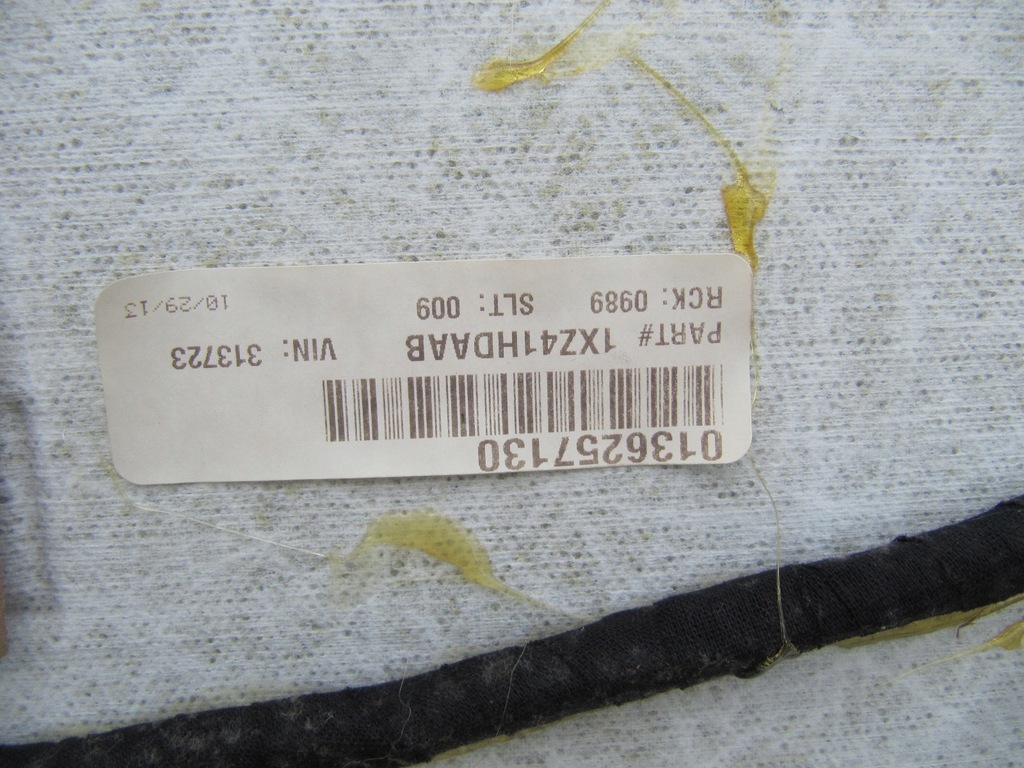 0136257130
PART# 1XZ41HDAAB VIN: 313723
RCK: 0989 SLT: 009 10/29/13